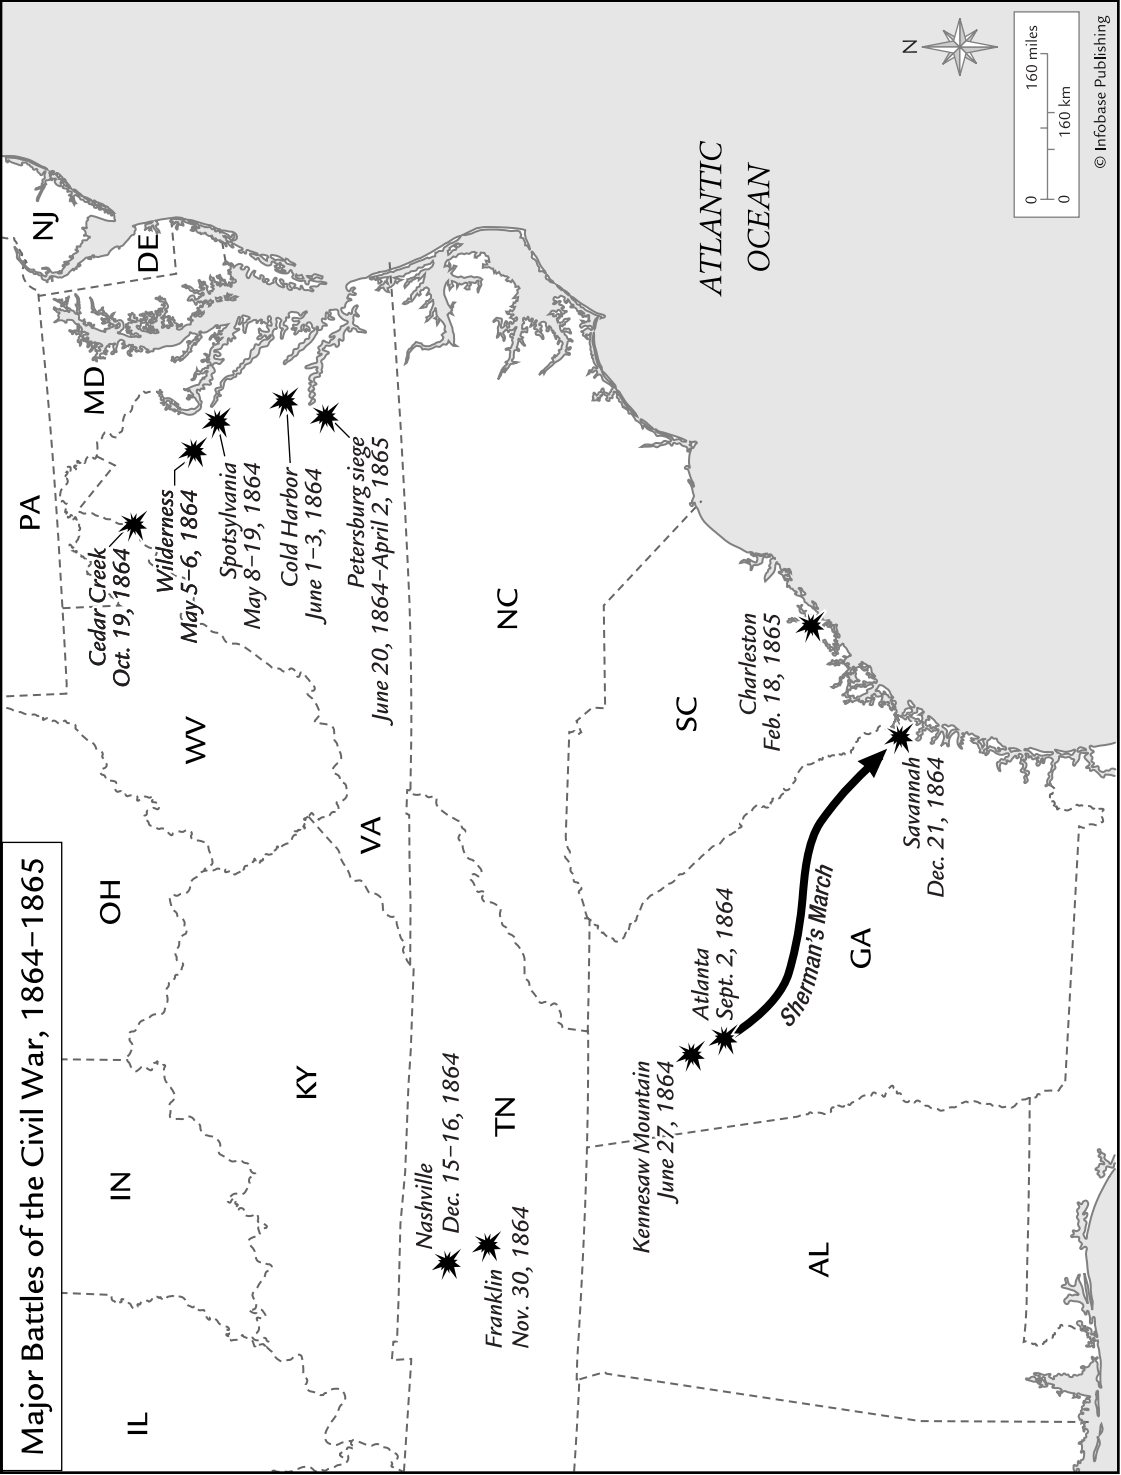 Major Battles of the Civil War, 1864–1865
IL
IN
OH
PA
NJ
MD
DE
WV
VA
KY
TN
NC
SC
GA
AL
Cedar Creek
Oct. 19, 1864
Wilderness
May 5–6, 1864
Spotsylvania
May 8–19, 1864
Cold Harbor
June 1–3, 1864
Petersburg siege
June 20, 1864–April 2, 1865
Nashville
Dec. 15–16, 1864
Franklin
Nov. 30, 1864
Kennesaw Mountain
June 27, 1864
Atlanta
Sept. 2, 1864
Sherman's March
Charleston
Feb. 18, 1865
Savannah
Dec. 21, 1864
ATLANTIC
OCEAN
N
0 160 miles
0 160 km
© Infobase Publishing